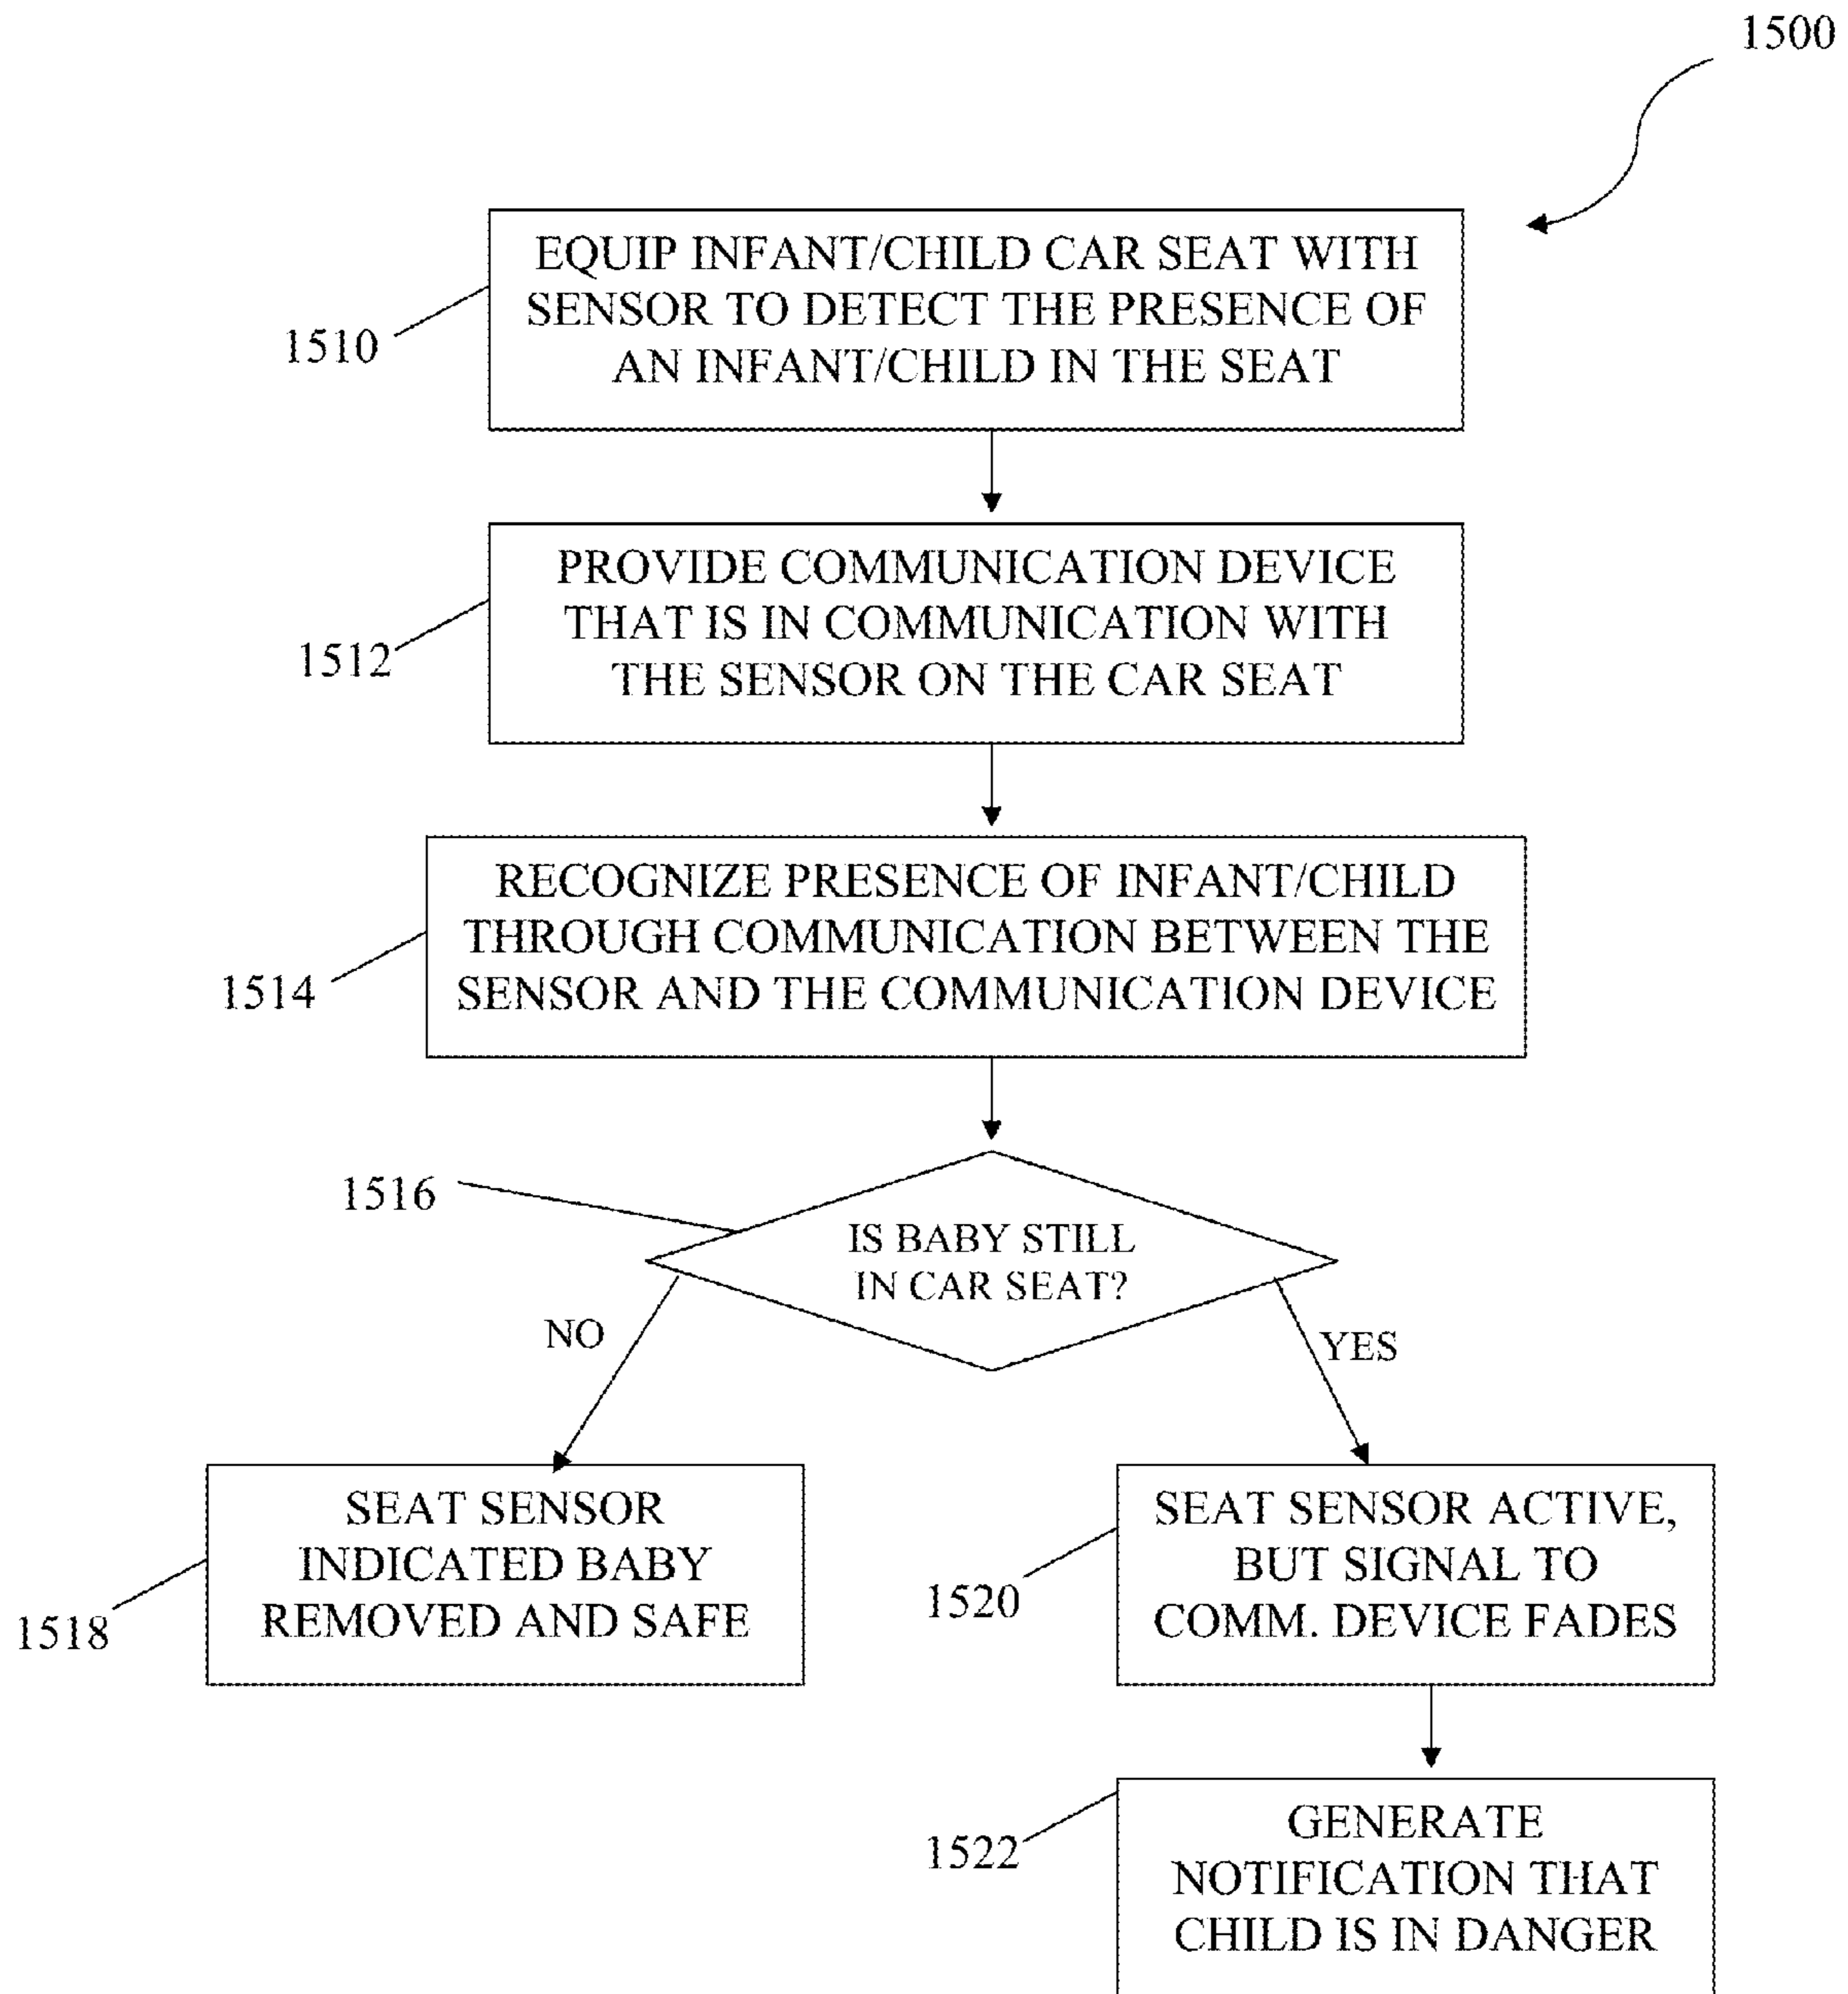 1500
EQUIP INFANT/CHILD CAR SEAT WITH
SENSOR TO DETECT THE PRESENCE OF
AN INFANT/CHILD IN THE SEAT
1510
PROVIDE COMMUNICATION DEVICE
THAT IS IN COMMUNICATION WITH
THE SENSOR ON THE CAR SEAT
1512
RECOGNIZE PRESENCE OF INFANT/CHILD
THROUGH COMMUNICATION BETWEEN THE
SENSOR AND THE COMMUNICATION DEVICE
1514
1516
IS BABY STILL
IN CAR SEAT?
NO
YES
SEAT SENSOR
INDICATED BABY
REMOVED AND SAFE
1518
SEAT SENSOR ACTIVE,
BUT SIGNAL TO
COMM. DEVICE FADES
1520
GENERATE
NOTIFICATION THAT
CHILD IS IN DANGER
1522